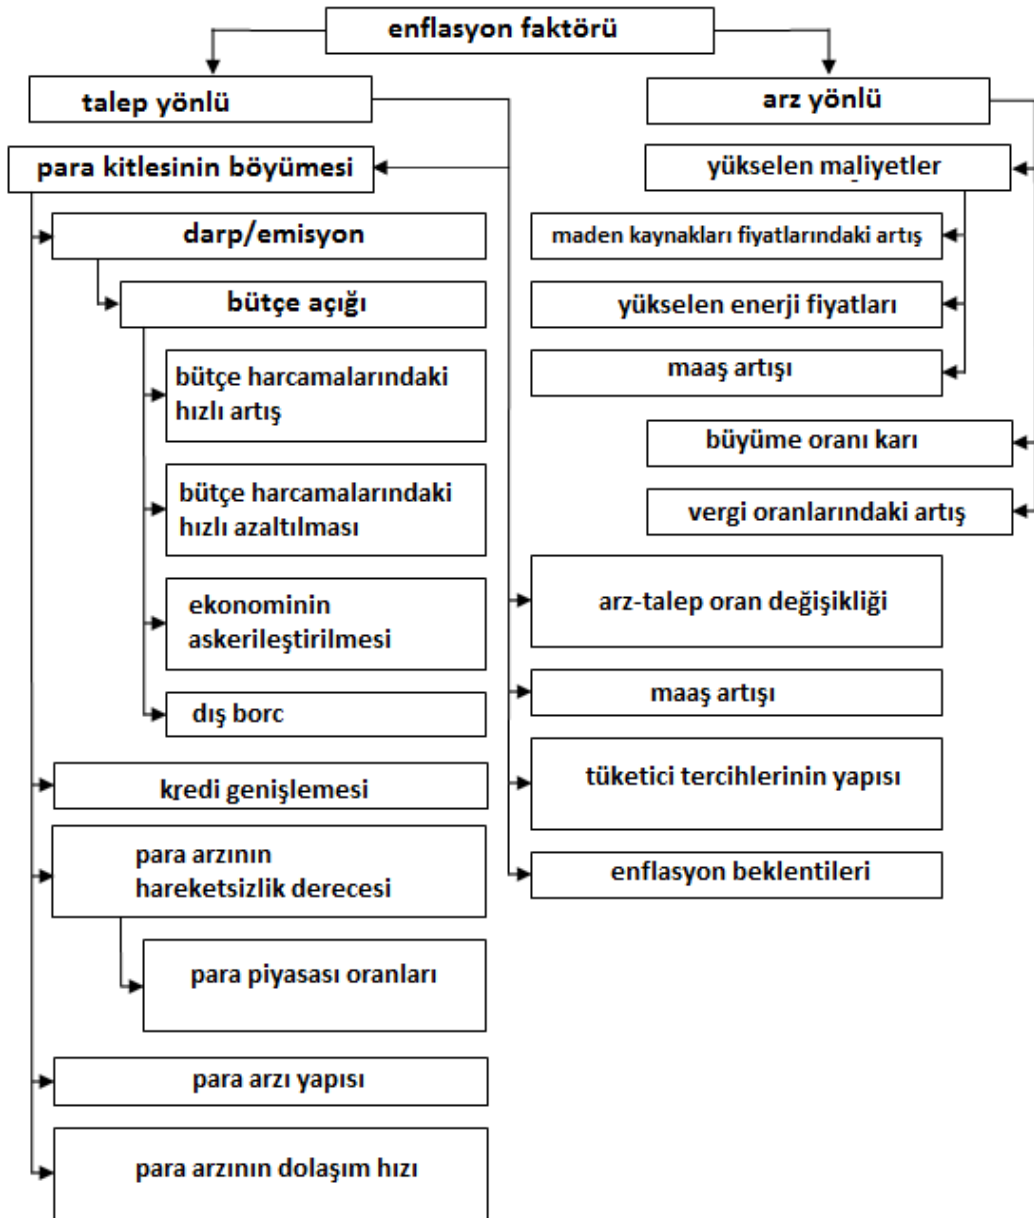 enflasyon faktörü
talep yönlü
arz yönlü
para kitlesinin böyümesi
yükselen maliyetler
darp/emisyon
maden kaynakları fiyatlarındaki artış
bütçe açığı
yükselen enerji fiyatları
bütçe harcamalarındaki
hızlı artış
maaş artışı
büyüme oranı karı
bütçe harcamalarındaki
hızlı azaltılması
vergi oranlarındaki artış
ekonominin
askerileştirilmesi
arz-talep oran değişikliği
dış borc
maaş artışı
kredi genişlemesi
tüketici tercihlerinin yapısı
para arzının
hareketsizlik derecesi
enflasyon beklentileri
para piyasası oranları
para arzı yapısı
para arzının dolaşım hızı